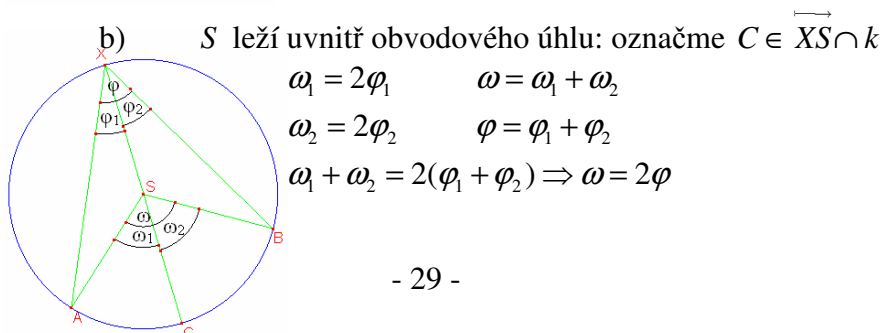 b) S leží uvnitř obvodového úhlu: označme C ∈ XS ∩ k
ω₁ = 2φ₁ ω = ω₁ + ω₂
ω₂ = 2φ₂ φ = φ₁ + φ₂
ω₁ + ω₂ = 2(φ₁ + φ₂) ⇒ ω = 2φ
X
φ
φ₁ φ₂
S
ω
ω₁ ω₂
B
A
C
- 29 -